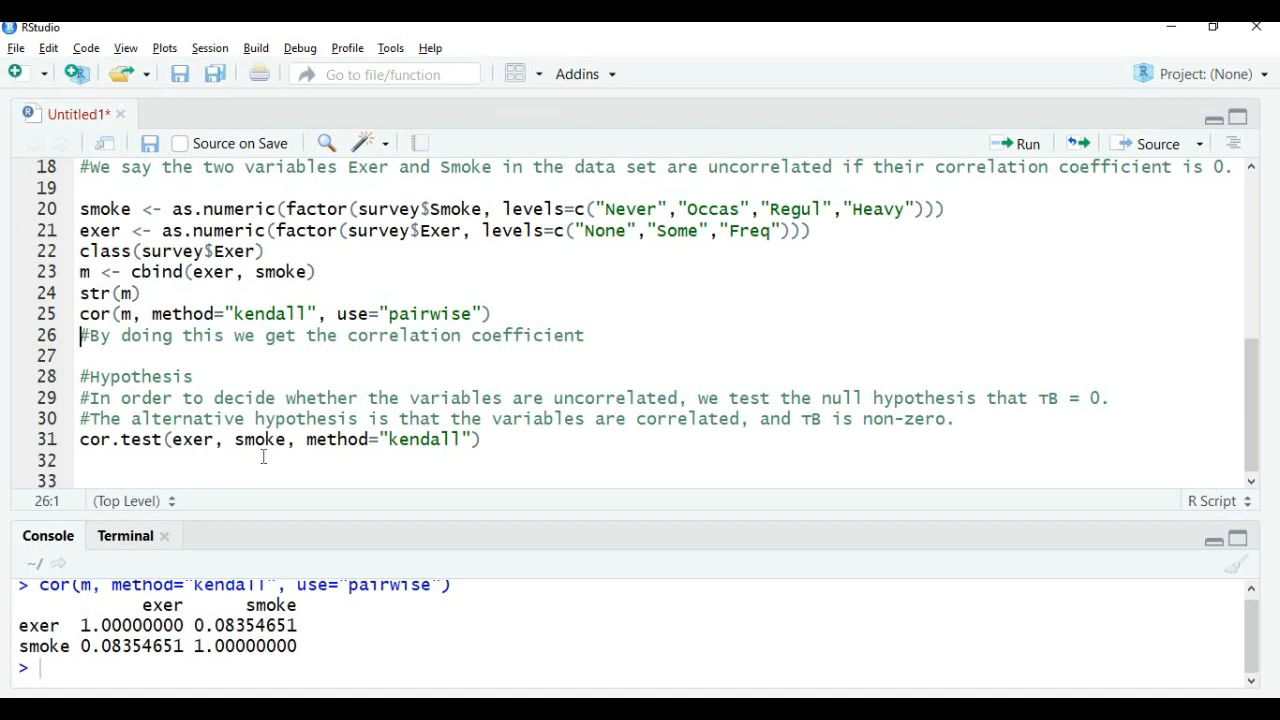 RStudio
File Edit Code View Plots Session Build Debug Profile Tools Help
Go to file/function Addins Project: (None)
Untitled1*
Source on Save Run Source
18 #We say the two variables Exer and Smoke in the data set are uncorrelated if their correlation coefficient is 0.
19
20 smoke <- as.numeric(factor(survey$Smoke, levels=c("Never","Occas","Regul","Heavy")))
21 exer <- as.numeric(factor(survey$Exer, levels=c("None","Some","Freq")))
22 class(survey$Exer)
23 m <- cbind(exer, smoke)
24 str(m)
25 cor(m, method="kendall", use="pairwise")
26 #By doing this we get the correlation coefficient
27
28 #Hypothesis
29 #In order to decide whether the variables are uncorrelated, we test the null hypothesis that τB = 0.
30 #The alternative hypothesis is that the variables are correlated, and τB is non-zero.
31 cor.test(exer, smoke, method="kendall")
32
33
26:1 (Top Level) R Script
Console Terminal
~/
> cor(m, method="kendall", use="pairwise")
exer smoke
exer 1.00000000 0.08354651
smoke 0.08354651 1.00000000
>